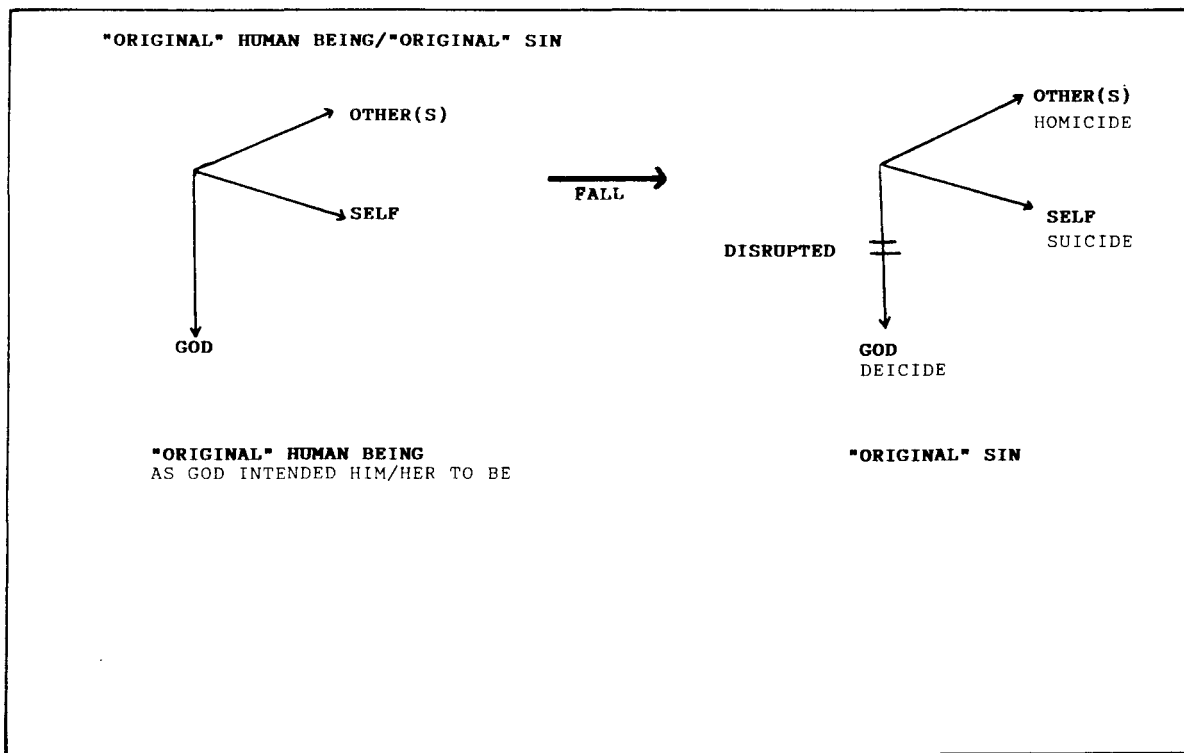 "ORIGINAL" HUMAN BEING/"ORIGINAL" SIN
OTHER(S)
SELF
GOD
FALL
OTHER(S)
HOMICIDE
SELF
SUICIDE
DISRUPTED
GOD
DEICIDE
"ORIGINAL" HUMAN BEING
AS GOD INTENDED HIM/HER TO BE
"ORIGINAL" SIN